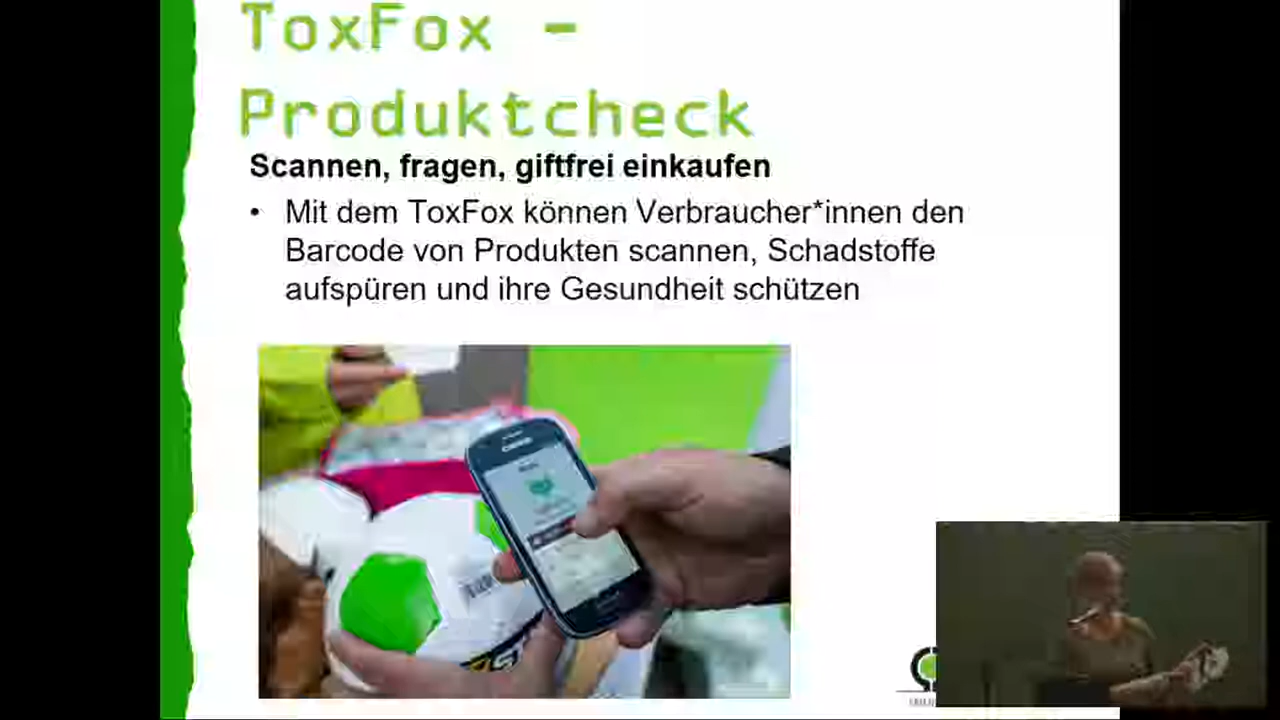 ToxFox -
Produktcheck
Scannen, fragen, giftfrei einkaufen
• Mit dem ToxFox können Verbraucher*innen den
Barcode von Produkten scannen, Schadstoffe
aufspüren und ihre Gesundheit schützen